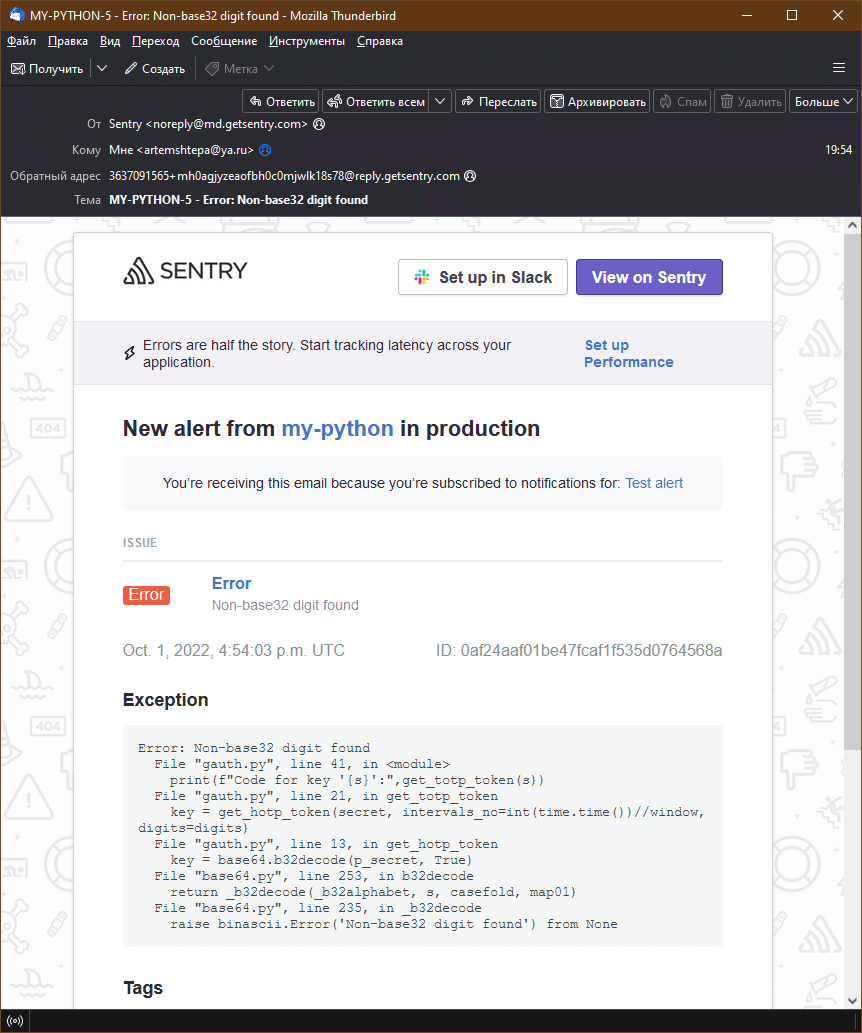 MY-PYTHON-5 - Error: Non-base32 digit found - Mozilla Thunderbird
Файл Правка Вид Переход Сообщение Инструменты Справка
Получить Создать Метка
Ответить Ответить всем Переслать Архивировать Спам Удалить Больше
От Sentry <noreply@md.getsentry.com>
Кому Мне <artemshtepa@ya.ru> 19:54
Обратный адрес 3637091565+mh0agjyzeaofbh0c0mjwlk18s78@reply.getsentry.com
Тема MY-PYTHON-5 - Error: Non-base32 digit found
SENTRY Set up in Slack View on Sentry
Errors are half the story. Start tracking latency across your
application.
Set up
Performance
New alert from my-python in production
You're receiving this email because you're subscribed to notifications for: Test alert
ISSUE
Error Error
Non-base32 digit found
Oct. 1, 2022, 4:54:03 p.m. UTC ID: 0af24aaf01be47fcaf1f535d0764568a
Exception
Error: Non-base32 digit found
File "gauth.py", line 41, in <module>
print(f"Code for key '{s}':",get_totp_token(s))
File "gauth.py", line 21, in get_totp_token
key = get_hotp_token(secret, intervals_no=int(time.time())//window,
digits=digits)
File "gauth.py", line 13, in get_hotp_token
key = base64.b32decode(p_secret, True)
File "base64.py", line 253, in b32decode
return _b32decode(_b32alphabet, s, casefold, map01)
File "base64.py", line 235, in _b32decode
raise binascii.Error('Non-base32 digit found') from None
Tags
404
404